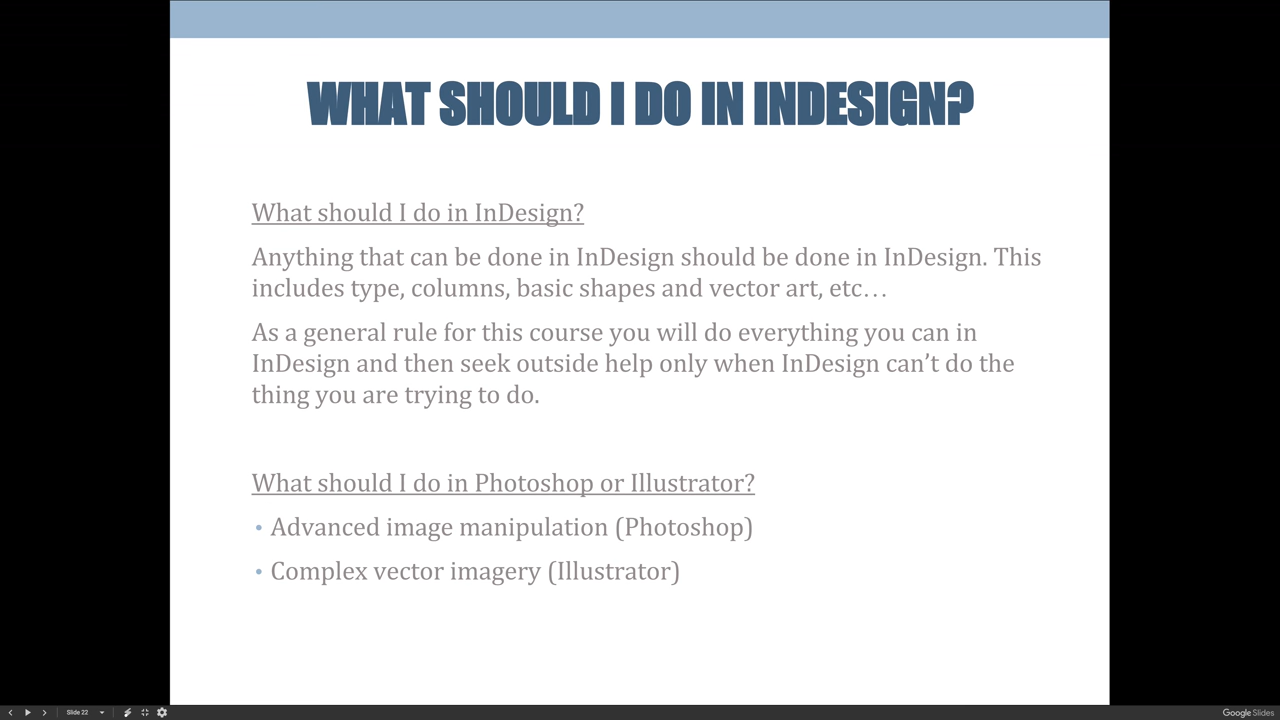 WHAT SHOULD I DO IN INDESIGN?
What should I do in InDesign?
Anything that can be done in InDesign should be done in InDesign. This
includes type, columns, basic shapes and vector art, etc…
As a general rule for this course you will do everything you can in
InDesign and then seek outside help only when InDesign can’t do the
thing you are trying to do.
What should I do in Photoshop or Illustrator?
• Advanced image manipulation (Photoshop)
• Complex vector imagery (Illustrator)
Slide 22
Google Slides